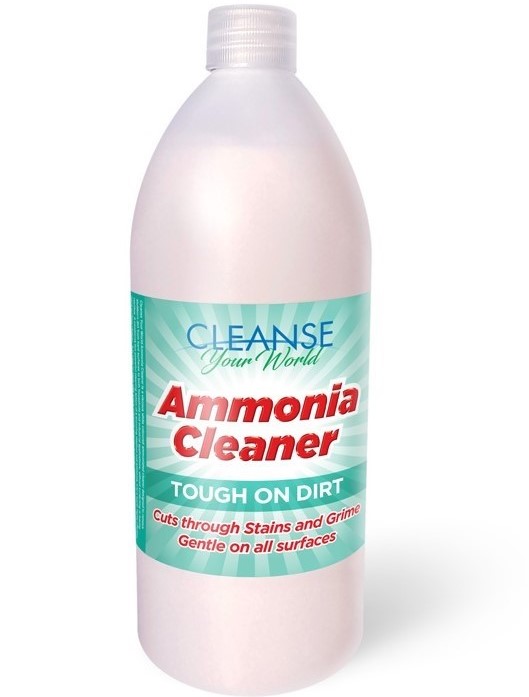 CLEANSE
Your World
Ammonia
Cleaner
TOUGH ON DIRT
Cuts through Stains and Grime
Gentle on all surfaces